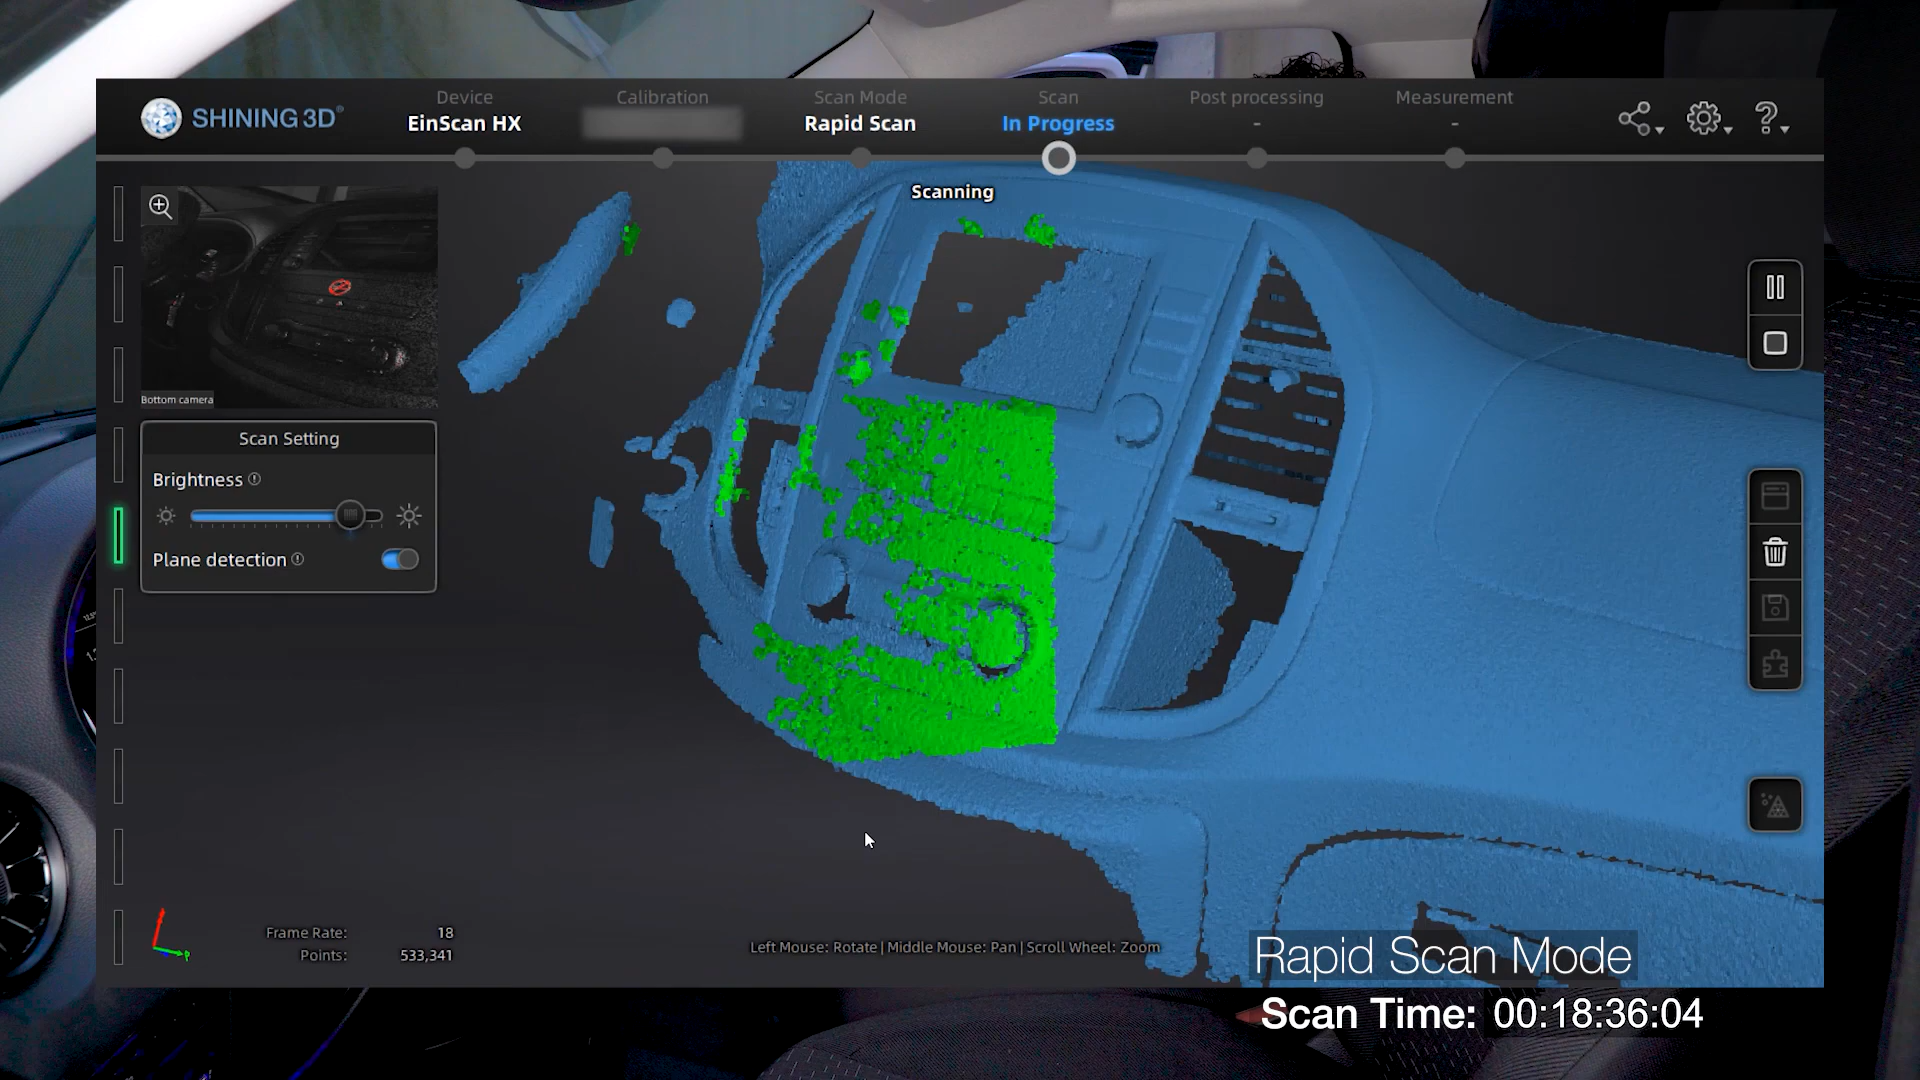 SHINING 3D®
Device
EinScan HX
Calibration
Scan Mode
Rapid Scan
Scan
In Progress
Post processing
-
Measurement
-
Scanning
Bottom camera
Scan Setting
Brightness
Plane detection
Frame Rate: 18
Points: 533,341
Left Mouse: Rotate | Middle Mouse: Pan | Scroll Wheel: Zoom
Rapid Scan Mode
Scan Time: 00:18:36:04